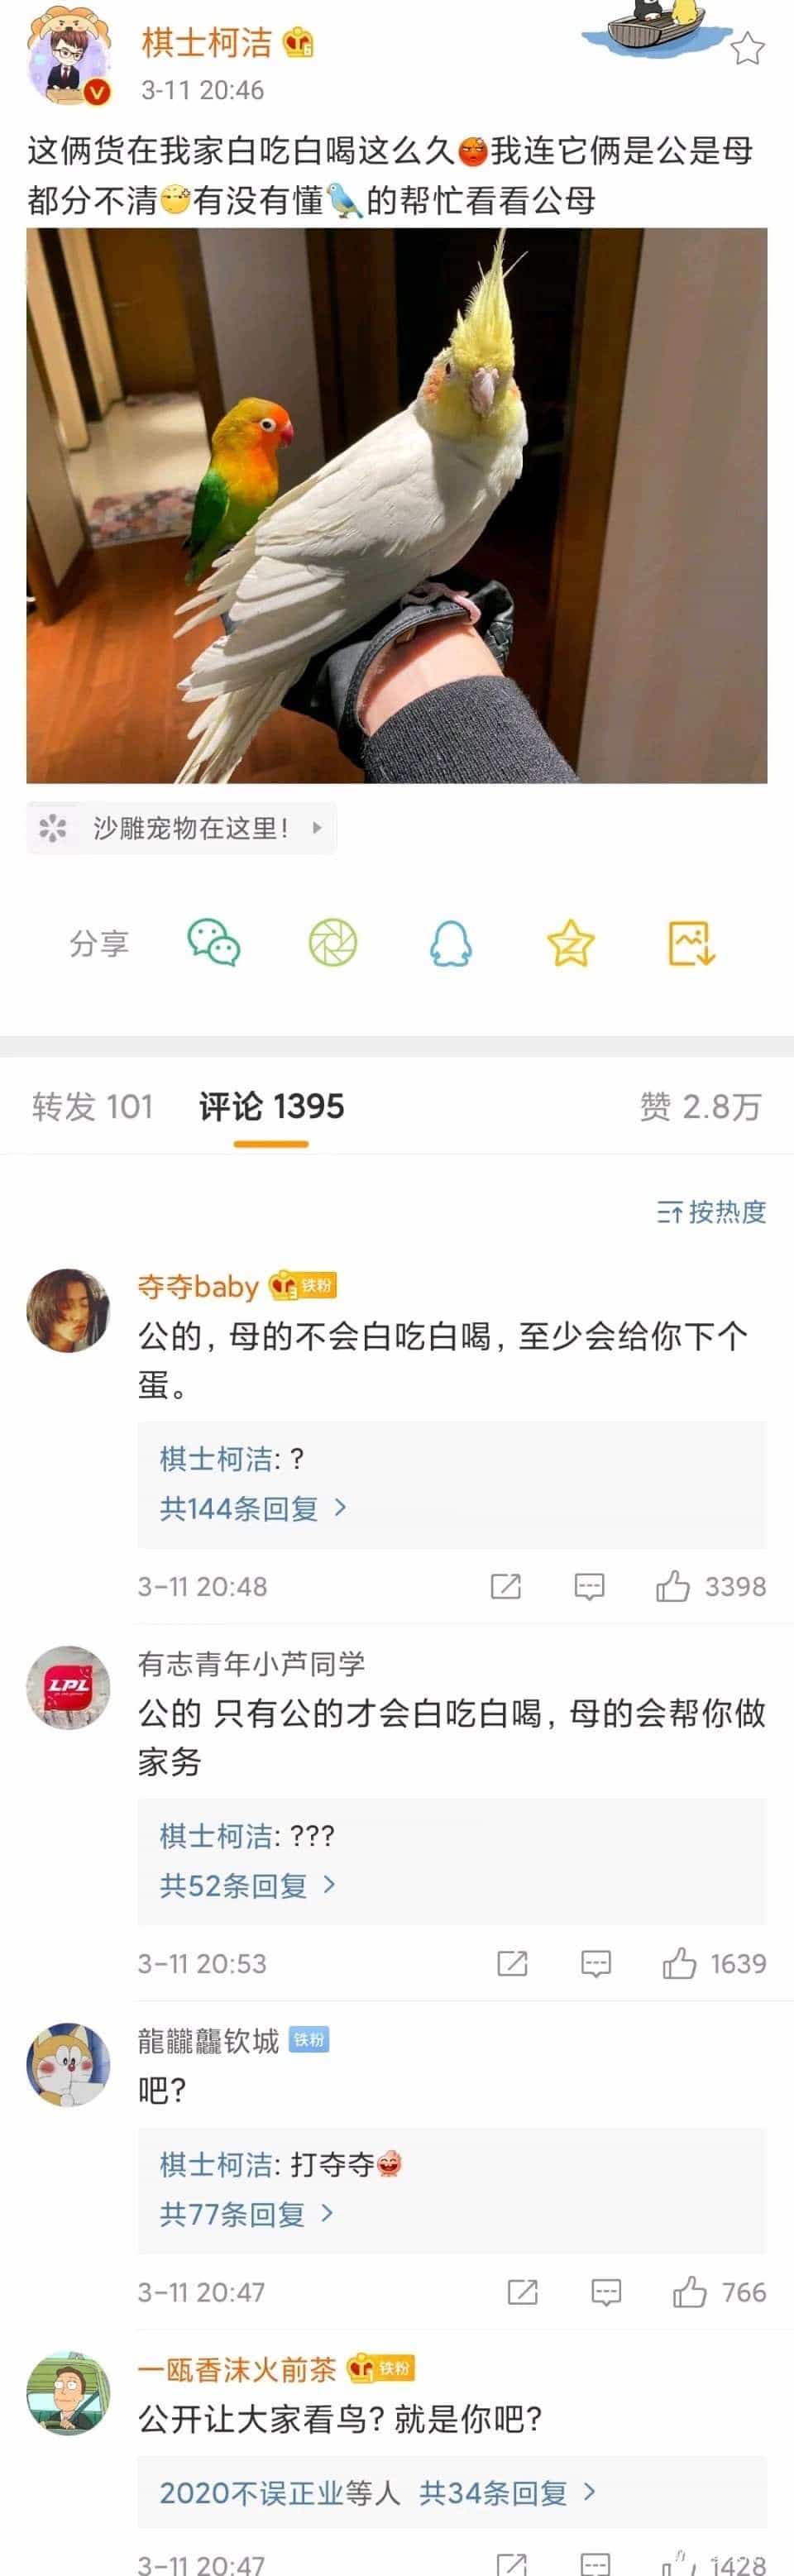 棋士柯洁
3-11 20:46
这俩货在我家白吃白喝这么久我连它俩是公是母
都分不清有没有懂的帮忙看看公母
沙雕宠物在这里!
分享
转发 101 评论 1395 赞 2.8万
按热度
夺夺baby 铁粉
公的, 母的不会白吃白喝, 至少会给你下个
蛋。
棋士柯洁: ?
共144条回复 >
3-11 20:48 3398
LPL
有志青年小芦同学
公的 只有公的才会白吃白喝, 母的会帮你做
家务
棋士柯洁: ???
共52条回复 >
3-11 20:53 1639
钦城 铁粉
吧?
棋士柯洁: 打夺夺
共77条回复 >
3-11 20:47 766
一瓯香沫火前茶 铁粉
公开让大家看鸟? 就是你吧?
2020不误正业等人 共34条回复 >
3-11 20:47 1428